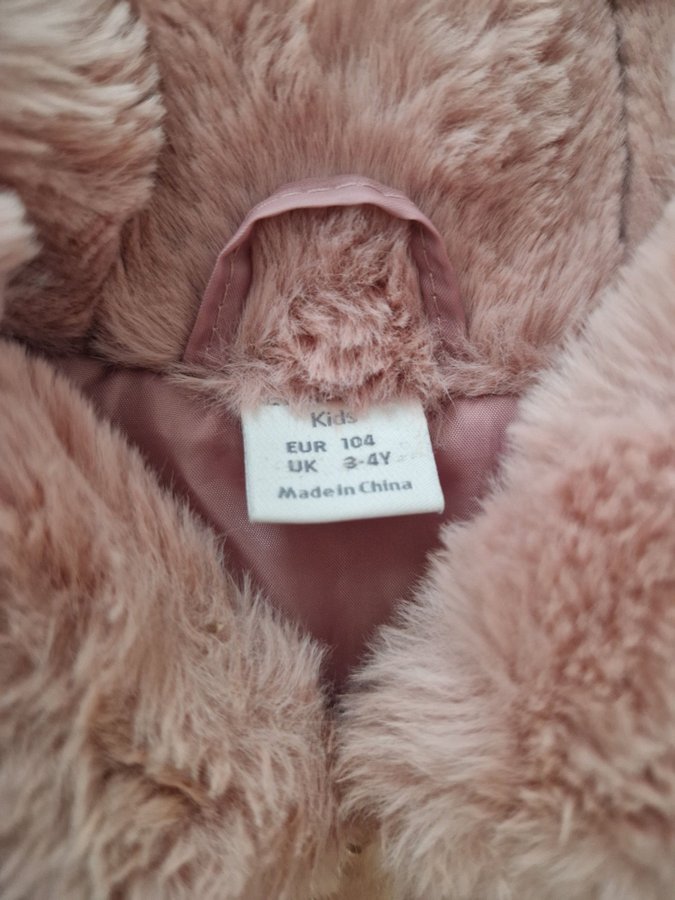 Kids
EUR 104
UK 3-4Y
Made in China